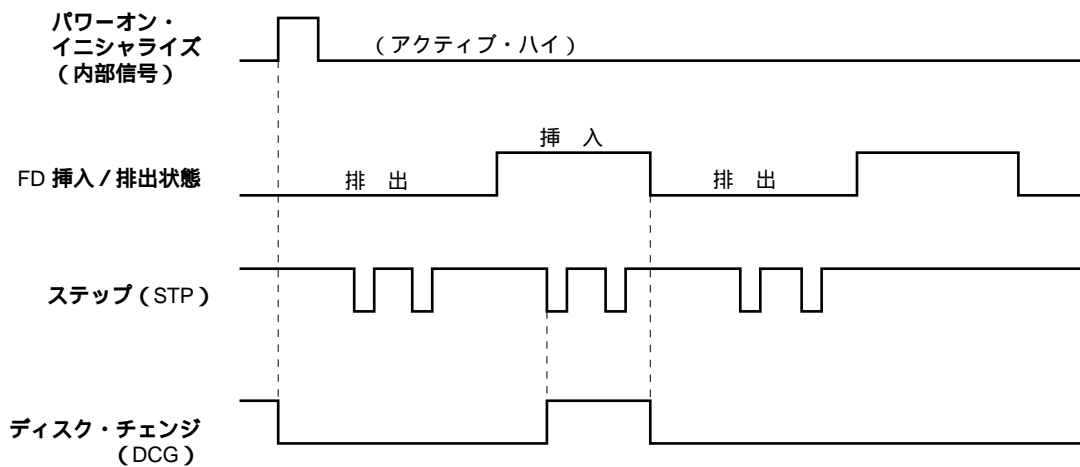 パワーオン・
イニシャライズ
(内部信号)
(アクティブ・ハイ)
挿 入
FD 挿入/排出状態
排 出
排 出
ステップ(STP)
ディスク・チェンジ
(DCG)